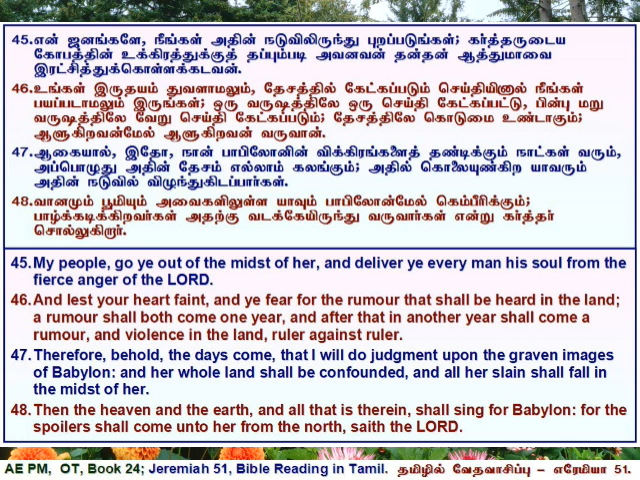 45.என் ஜனங்களே, நீங்கள் அதின் நடுவிலிருந்து புறப்படுங்கள்; கர்த்தருடைய
கோபத்தின் உக்கிரத்துக்குத் தப்பும்படி அவனவன் தன்தன் ஆத்துமாவை
இரட்சித்துக்கொள்ளக்கடவன்.
46.உங்கள் இருதயம் துவளாமலும், தேசத்தில் கேட்கப்படும் செய்தியினால் நீங்கள்
பயப்படாமலும் இருங்கள்; ஒரு வருஷத்திலே ஒரு செய்தி கேட்கப்பட்டு, பின்பு மறு
வருஷத்திலே வேறு செய்தி கேட்கப்படும்; தேசத்திலே கொடுமை உண்டாகும்;
ஆளுகிறவன்மேல் ஆளுகிறவன் வருவான்.
47.ஆகையால், இதோ, நான் பாபிலோனின் விக்கிரங்களைத் தண்டிக்கும் நாட்கள் வரும்,
அப்பொழுது அதின் தேசம் எல்லாம் கலங்கும்; அதில் கொலையுண்கிற யாவரும்
அதின் நடுவில் விழுந்துகிடப்பார்கள்.
48.வானமும் பூமியும் அவைகளிலுள்ள யாவும் பாபிலோன்மேல் கெம்பீரிக்கும்;
பாழ்க்கடிக்கிறவர்கள் அதற்கு வடக்கேயிருந்து வருவார்கள் என்று கர்த்தர்
சொல்லுகிறார்.
45.My people, go ye out of the midst of her, and deliver ye every man his soul from the
fierce anger of the LORD.
46.And lest your heart faint, and ye fear for the rumour that shall be heard in the land;
a rumour shall both come one year, and after that in another year shall come a
rumour, and violence in the land, ruler against ruler.
47.Therefore, behold, the days come, that I will do judgment upon the graven images
of Babylon: and her whole land shall be confounded, and all her slain shall fall in
the midst of her.
48.Then the heaven and the earth, and all that is therein, shall sing for Babylon: for the
spoilers shall come unto her from the north, saith the LORD.
AE PM, OT, Book 24; Jeremiah 51, Bible Reading in Tamil. தமிழில் வேதவாசிப்பு – எரேமியா 51.